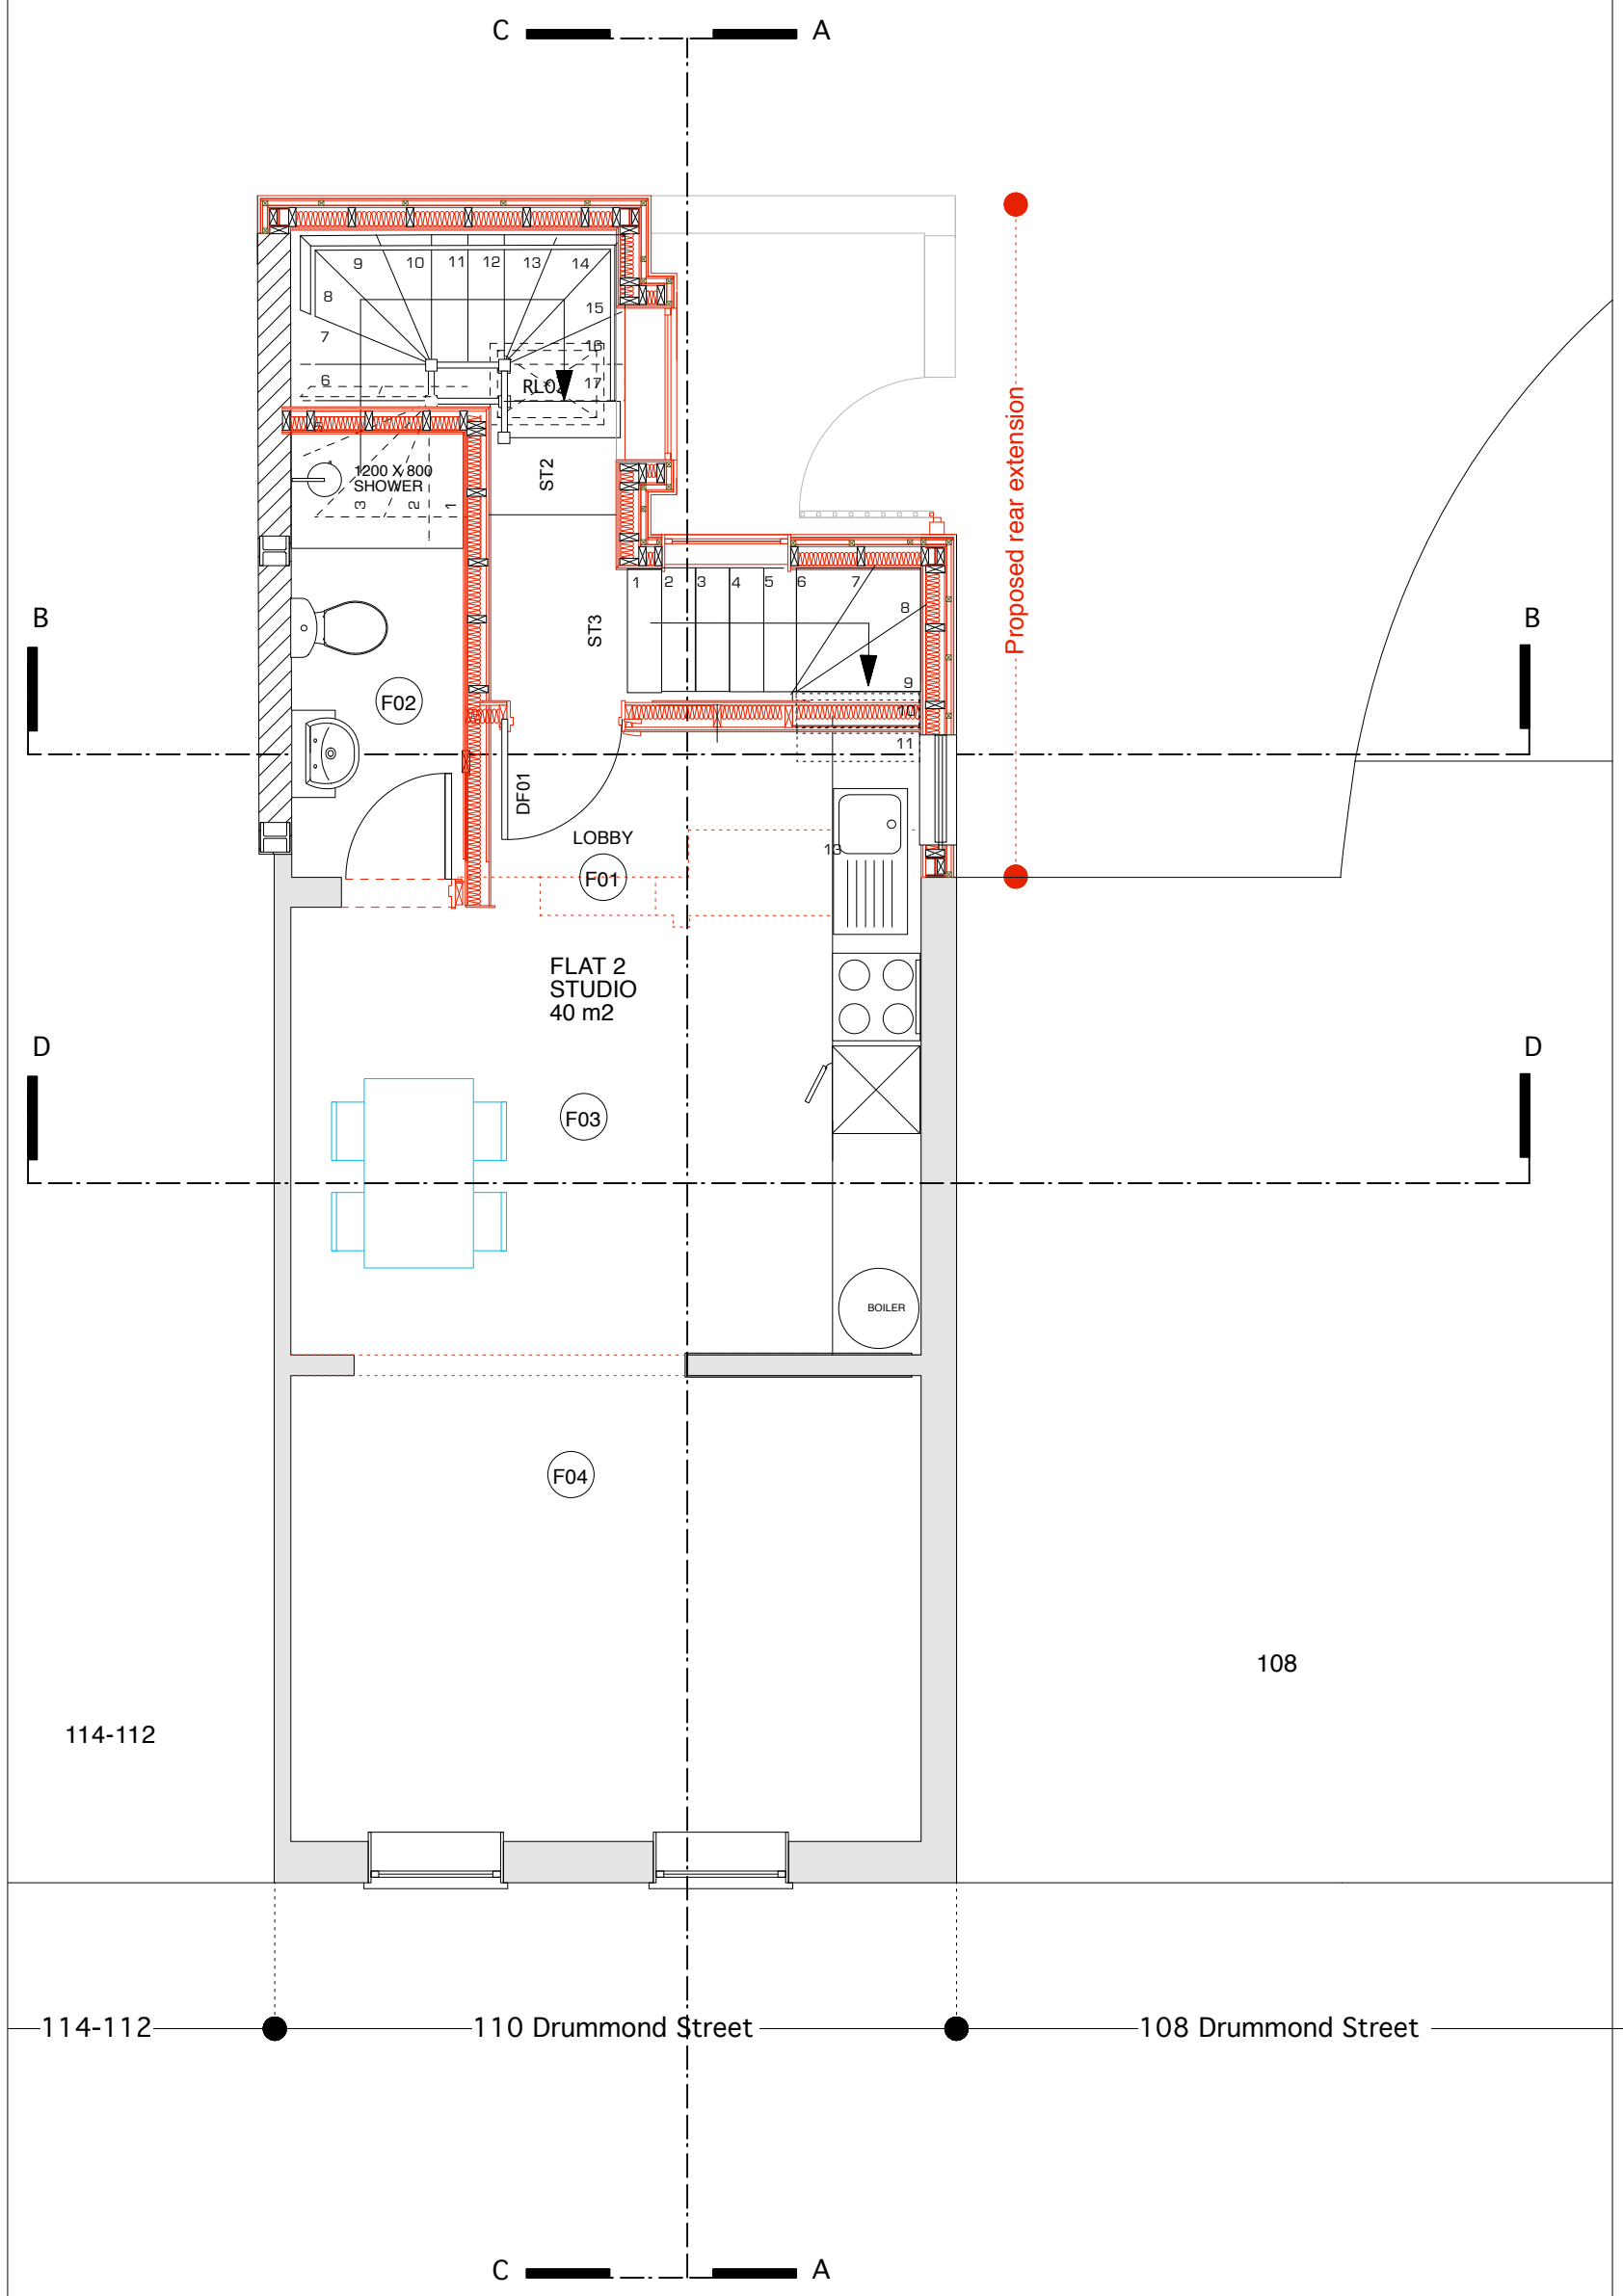 C A
9 10 11 12 13 14
8
15
7
16
6
17
1200 X 800
SHOWER
3 2 1
ST2
Proposed rear extension
1 2 3 4 5 6 7
8
ST3
B B
9
F02
10
11
DF01
LOBBY
13
F01
FLAT 2
STUDIO
40 m2
D D
F03
BOILER
F04
108
114-112
114-112 110 Drummond Street 108 Drummond Street
C A